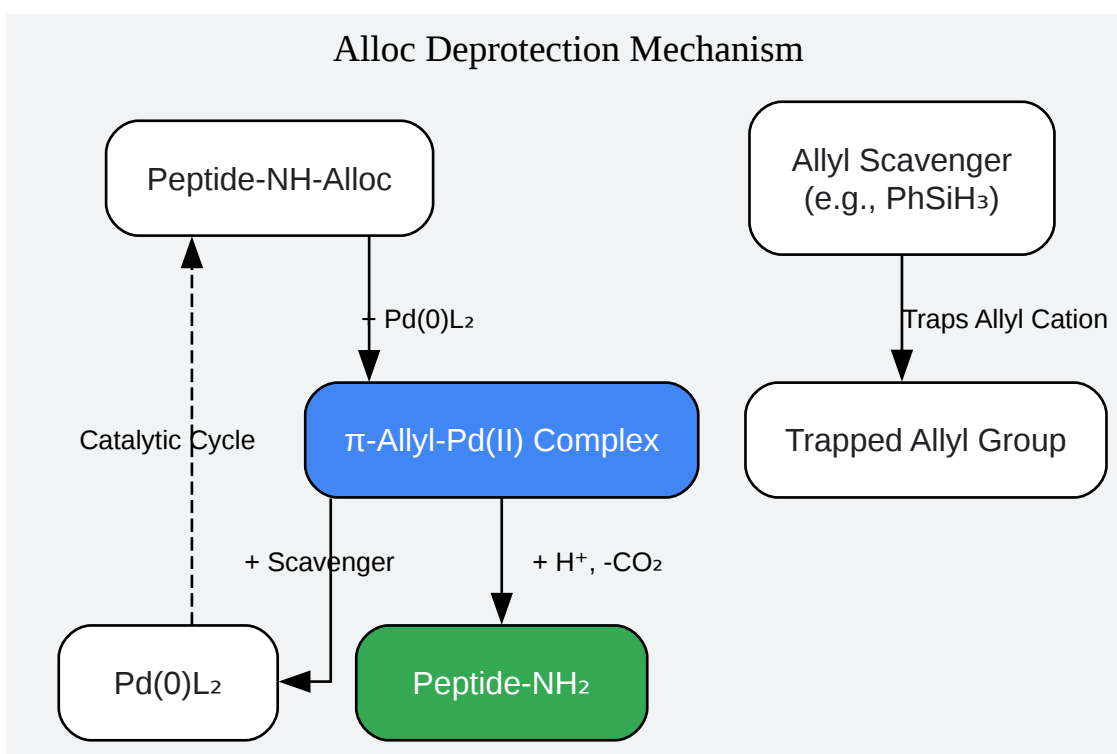 Alloc Deprotection Mechanism
Peptide-NH-Alloc
Allyl Scavenger
(e.g., PhSiH₃)
+ Pd(0)L₂
Traps Allyl Cation
Catalytic Cycle
π-Allyl-Pd(II) Complex
Trapped Allyl Group
+ Scavenger
+ H⁺, -CO₂
Pd(0)L₂
Peptide-NH₂